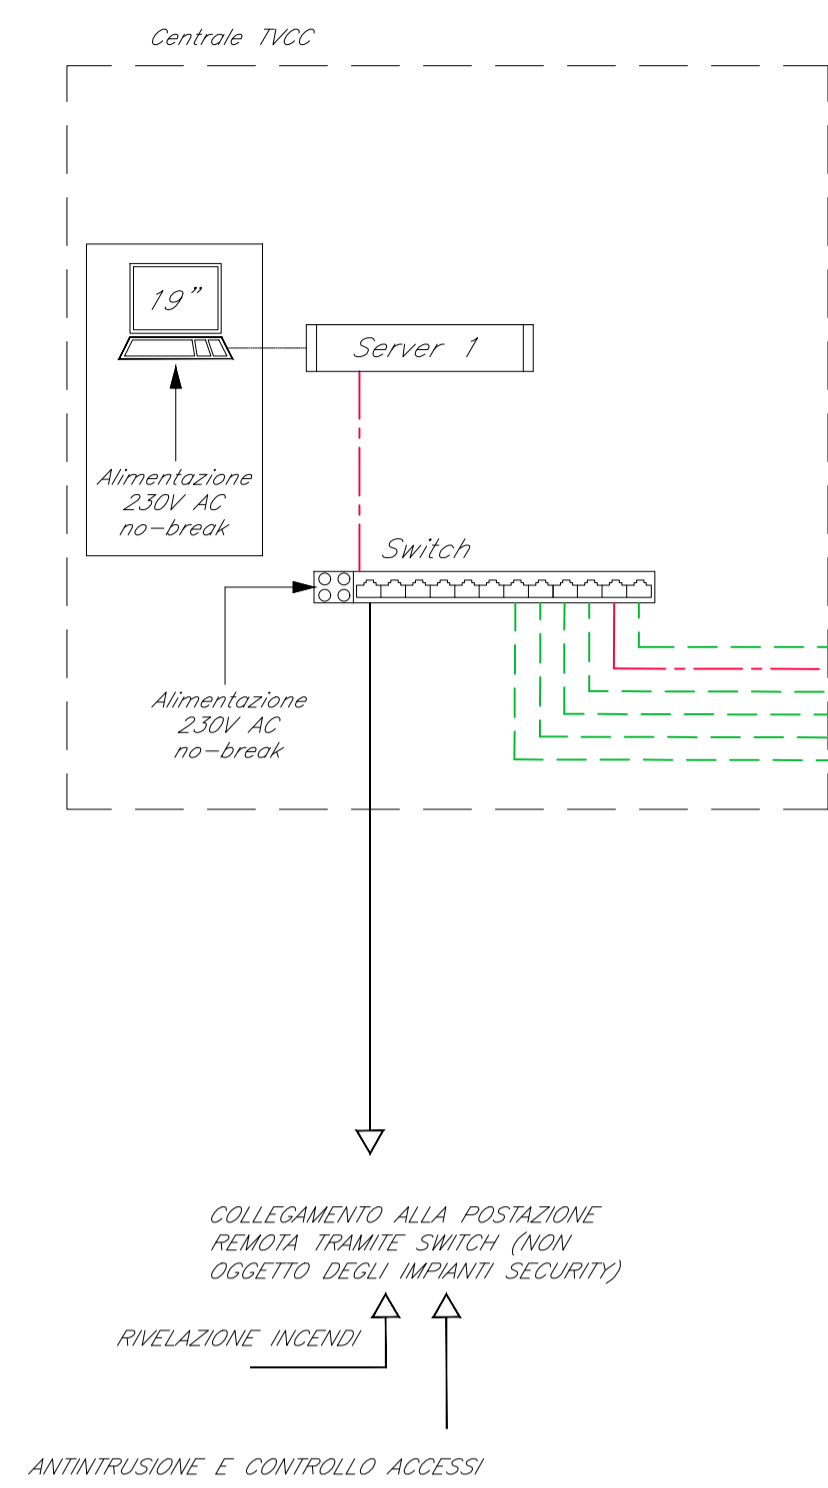 Centrale TVCC
19"
Server 1
Alimentazione
230V AC
no-break
Switch
Alimentazione
230V AC
no-break
COLLEGAMENTO ALLA POSTAZIONE
REMOTA TRAMITE SWITCH (NON
OGGETTO DEGLI IMPIANTI SECURITY)
RIVELAZIONE INCENDI
ANTINTRUSIONE E CONTROLLO ACCESSI